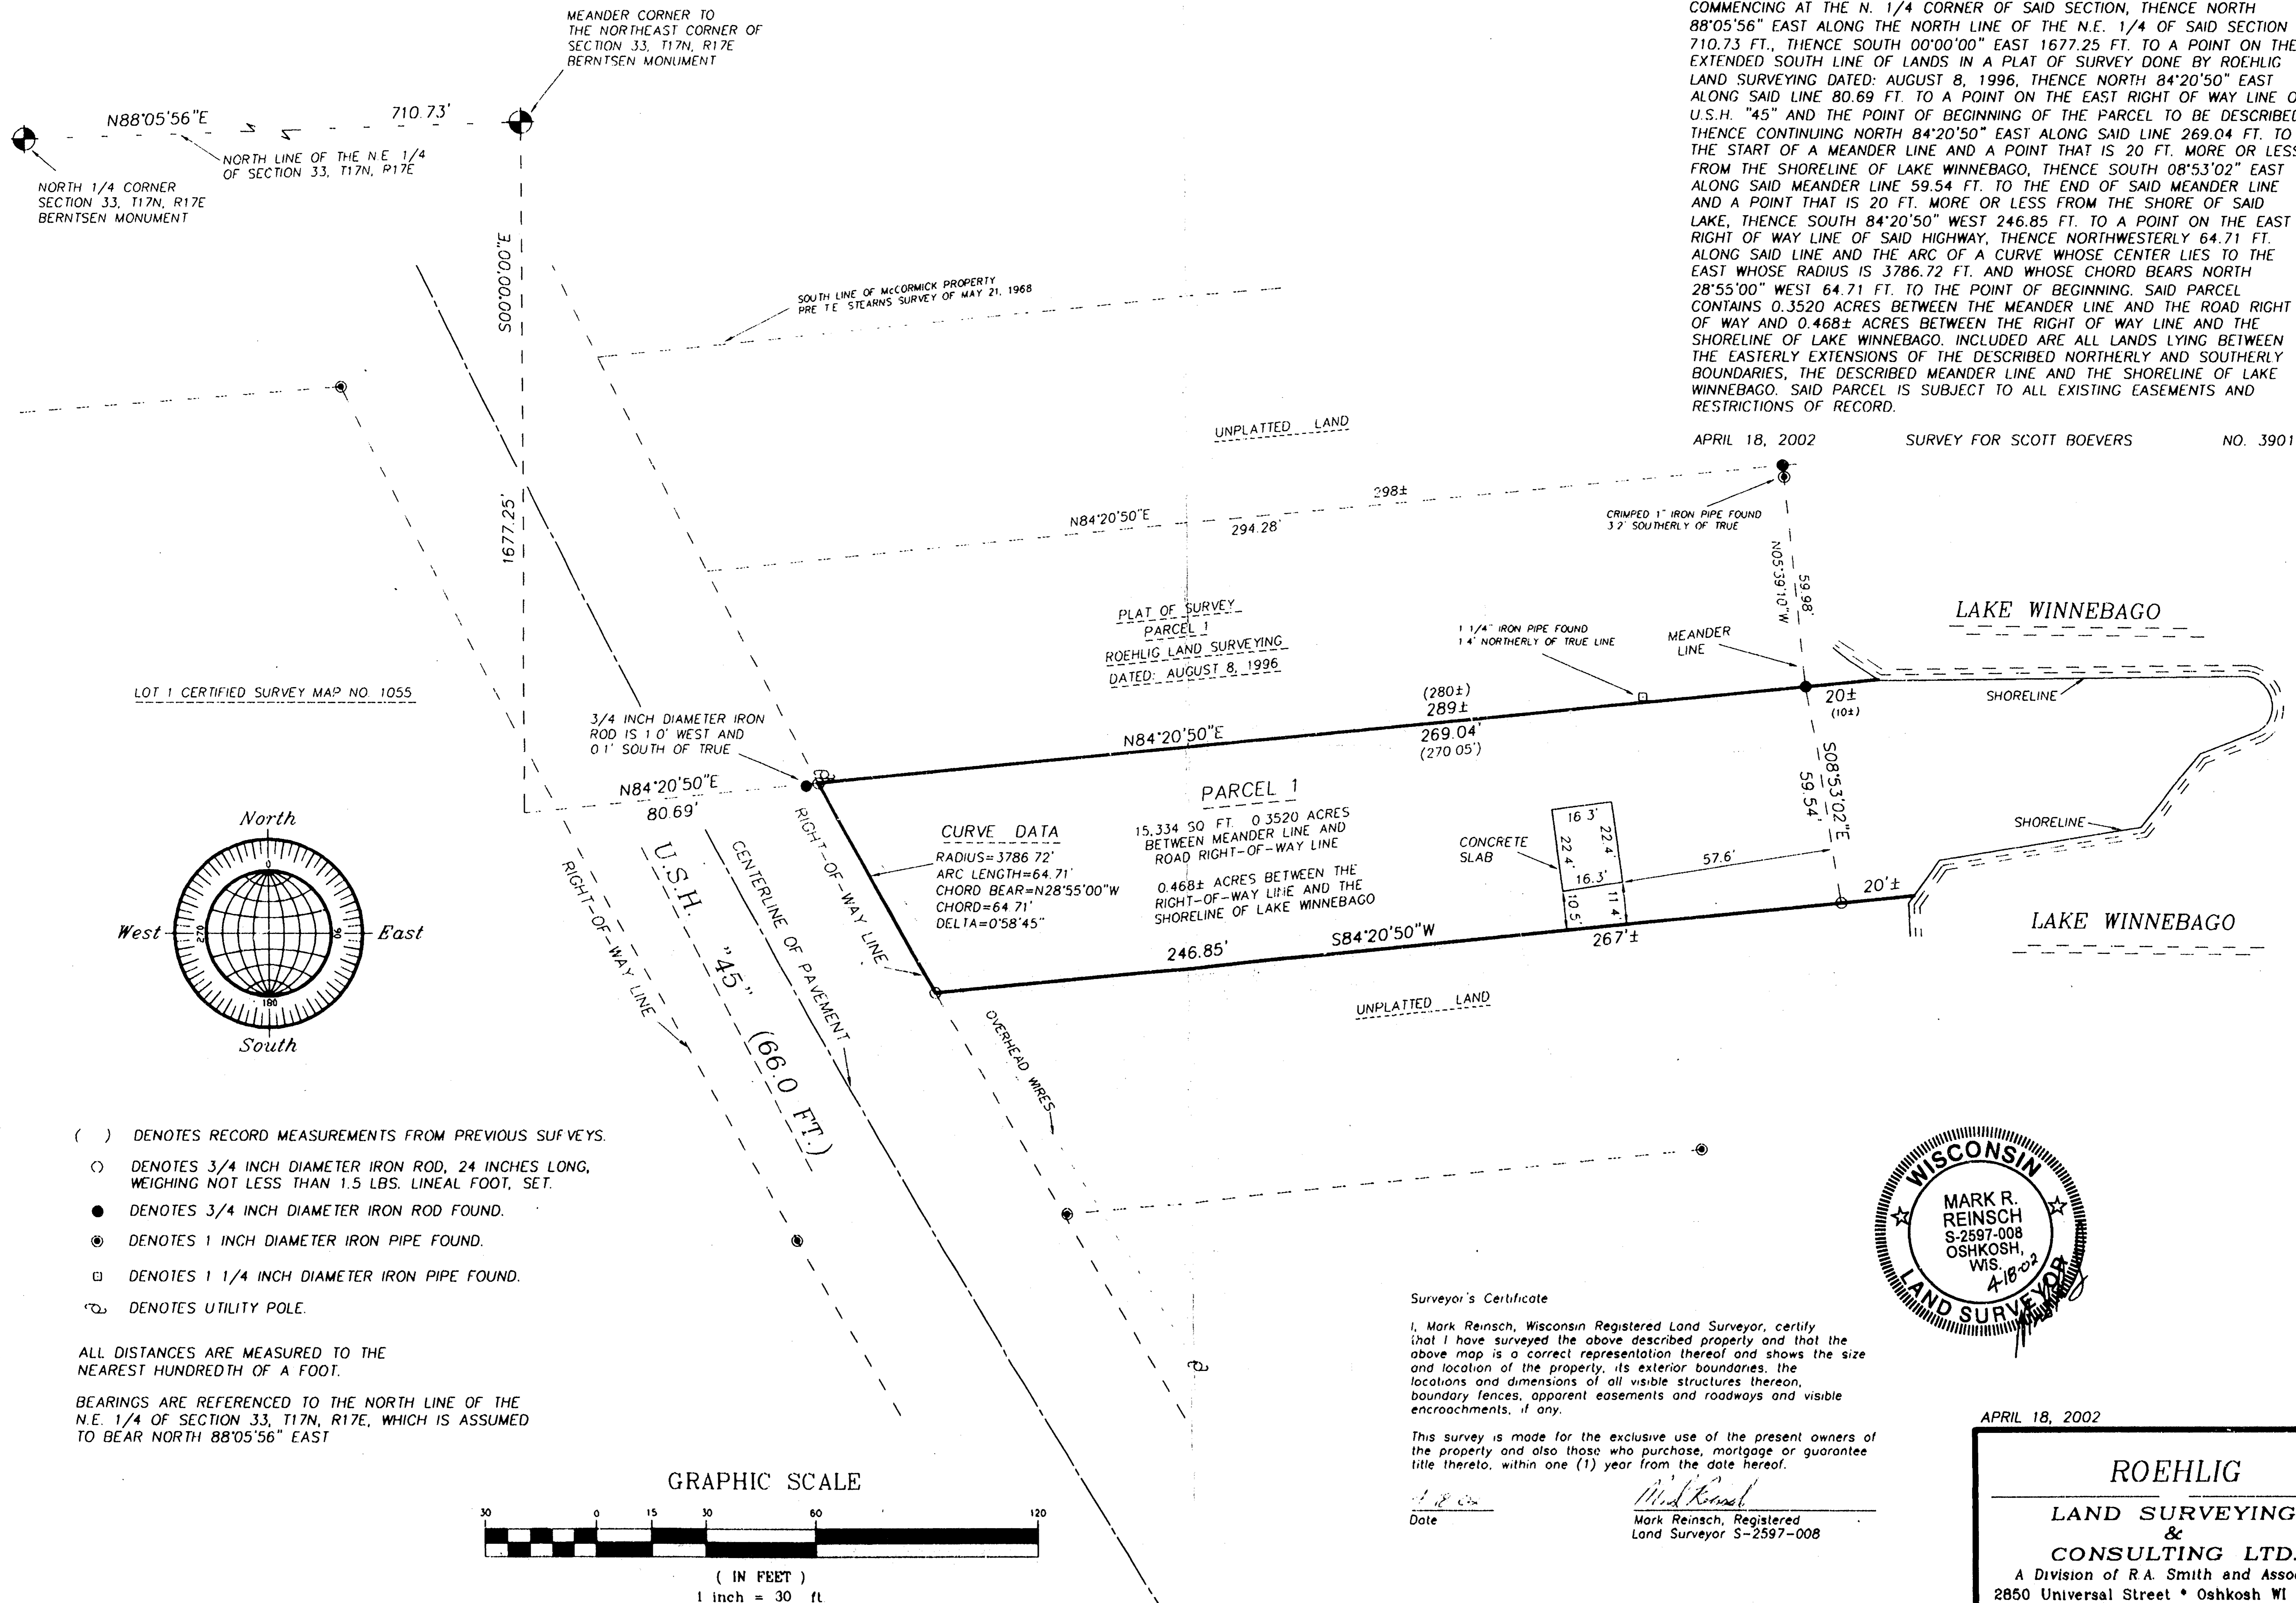 MEANDER CORNER TO
THE NORTHEAST CORNER OF
SECTION 33, T17N, R17E
BERNTSEN MONUMENT
N88°05'56"E
710.73'
NORTH LINE OF THE N.E. 1/4
OF SECTION 33, T17N, R17E
NORTH 1/4 CORNER
SECTION 33, T17N, R17E
BERNTSEN MONUMENT
COMMENCING AT THE N. 1/4 CORNER OF SAID SECTION, THENCE NORTH
88°05'56" EAST ALONG THE NORTH LINE OF THE N.E. 1/4 OF SAID SECTION
710.73 FT., THENCE SOUTH 00°00'00" EAST 1677.25 FT. TO A POINT ON THE
EXTENDED SOUTH LINE OF LANDS IN A PLAT OF SURVEY DONE BY ROEHLIG
LAND SURVEYING DATED: AUGUST 8, 1996, THENCE NORTH 84°20'50" EAST
ALONG SAID LINE 80.69 FT. TO A POINT ON THE EAST RIGHT OF WAY LINE O
U.S.H. "45" AND THE POINT OF BEGINNING OF THE PARCEL TO BE DESCRIBED
THENCE CONTINUING NORTH 84°20'50" EAST ALONG SAID LINE 269.04 FT. TO
THE START OF A MEANDER LINE AND A POINT THAT IS 20 FT. MORE OR LESS
FROM THE SHORELINE OF LAKE WINNEBAGO, THENCE SOUTH 08°53'02" EAST
ALONG SAID MEANDER LINE 59.54 FT. TO THE END OF SAID MEANDER LINE
AND A POINT THAT IS 20 FT. MORE OR LESS FROM THE SHORE OF SAID
LAKE, THENCE SOUTH 84°20'50" WEST 246.85 FT. TO A POINT ON THE EAST
RIGHT OF WAY LINE OF SAID HIGHWAY, THENCE NORTHWESTERLY 64.71 FT.
ALONG SAID LINE AND THE ARC OF A CURVE WHOSE CENTER LIES TO THE
EAST WHOSE RADIUS IS 3786.72 FT. AND WHOSE CHORD BEARS NORTH
28°55'00" WEST 64.71 FT. TO THE POINT OF BEGINNING. SAID PARCEL
CONTAINS 0.3520 ACRES BETWEEN THE MEANDER LINE AND THE ROAD RIGHT
OF WAY AND 0.468± ACRES BETWEEN THE RIGHT OF WAY LINE AND THE
SHORELINE OF LAKE WINNEBAGO. INCLUDED ARE ALL LANDS LYING BETWEEN
THE EASTERLY EXTENSIONS OF THE DESCRIBED NORTHERLY AND SOUTHERLY
BOUNDARIES, THE DESCRIBED MEANDER LINE AND THE SHORELINE OF LAKE
WINNEBAGO. SAID PARCEL IS SUBJECT TO ALL EXISTING EASEMENTS AND
RESTRICTIONS OF RECORD.
APRIL 18, 2002 SURVEY FOR SCOTT BOEVERS NO. 3901
S00°00'00"E
1677.25'
SOUTH LINE OF McCORMICK PROPERTY
PRE T.E STEARNS SURVEY OF MAY 21, 1968
UNPLATTED LAND
298±
N84°20'50"E
294.28'
CRIMPED 1" IRON PIPE FOUND
3 2' SOUTHERLY OF TRUE
N05°39'10"W
59.98'
PLAT OF SURVEY
PARCEL 1
ROEHLIG LAND SURVEYING
DATED: AUGUST 8, 1996
1 1/4" IRON PIPE FOUND
1 4' NORTHERLY OF TRUE LINE
MEANDER
LINE
LAKE WINNEBAGO
SHORELINE
LOT 1 CERTIFIED SURVEY MAP NO. 1055
3/4 INCH DIAMETER IRON
ROD IS 1 0' WEST AND
0 1' SOUTH OF TRUE
(280±)
289±
N84°20'50"E
269.04'
(270 05')
20±
(10±)
N84°20'50"E
80.69'
S08°53'02"E
59.54'
PARCEL 1
15,334 SQ FT. 0 3520 ACRES
BETWEEN MEANDER LINE AND
ROAD RIGHT-OF-WAY LINE
0.468± ACRES BETWEEN THE
RIGHT-OF-WAY LINE AND THE
SHORELINE OF LAKE WINNEBAGO
CURVE DATA
RADIUS=3786 72'
ARC LENGTH=64.71'
CHORD BEAR=N28°55'00"W
CHORD=64 71'
DELTA=0°58'45"
CONCRETE
SLAB
16 3'
22.4'
22 4'
16.3'
10 5'
11 4'
57.6'
SHORELINE
20'±
LAKE WINNEBAGO
246.85'
S84°20'50"W
267'±
UNPLATTED LAND
RIGHT-OF-WAY LINE
CENTERLINE OF PAVEMENT
RIGHT-OF-WAY LINE
U.S.H. "45" (66.0 FT.)
OVERHEAD WIRES
North
0
West
270
90
East
180
South
( ) DENOTES RECORD MEASUREMENTS FROM PREVIOUS SURVEYS.
DENOTES 3/4 INCH DIAMETER IRON ROD, 24 INCHES LONG,
WEIGHING NOT LESS THAN 1.5 LBS. LINEAL FOOT, SET.
DENOTES 3/4 INCH DIAMETER IRON ROD FOUND.
DENOTES 1 INCH DIAMETER IRON PIPE FOUND.
DENOTES 1 1/4 INCH DIAMETER IRON PIPE FOUND.
DENOTES UTILITY POLE.
ALL DISTANCES ARE MEASURED TO THE
NEAREST HUNDREDTH OF A FOOT.
BEARINGS ARE REFERENCED TO THE NORTH LINE OF THE
N.E. 1/4 OF SECTION 33, T17N, R17E, WHICH IS ASSUMED
TO BEAR NORTH 88°05'56" EAST
GRAPHIC SCALE
30 0 15 30 60 120
( IN FEET )
1 inch = 30 ft.
WISCONSIN
MARK R.
REINSCH
S-2597-008
OSHKOSH,
WIS.
4-18-02
LAND SURVEYOR
Surveyor's Certificate
I, Mark Reinsch, Wisconsin Registered Land Surveyor, certify
that I have surveyed the above described property and that the
above map is a correct representation thereof and shows the size
and location of the property, its exterior boundaries, the
locations and dimensions of all visible structures thereon,
boundary fences, apparent easements and roadways and visible
encroachments, if any.
This survey is made for the exclusive use of the present owners of
the property and also those who purchase, mortgage or guarantee
title thereto, within one (1) year from the date hereof.
Date
Mark Reinsch, Registered
Land Surveyor S-2597-008
APRIL 18, 2002
ROEHLIG
LAND SURVEYING
&
CONSULTING LTD.
A Division of R.A. Smith and Asso
2850 Universal Street * Oshkosh WI